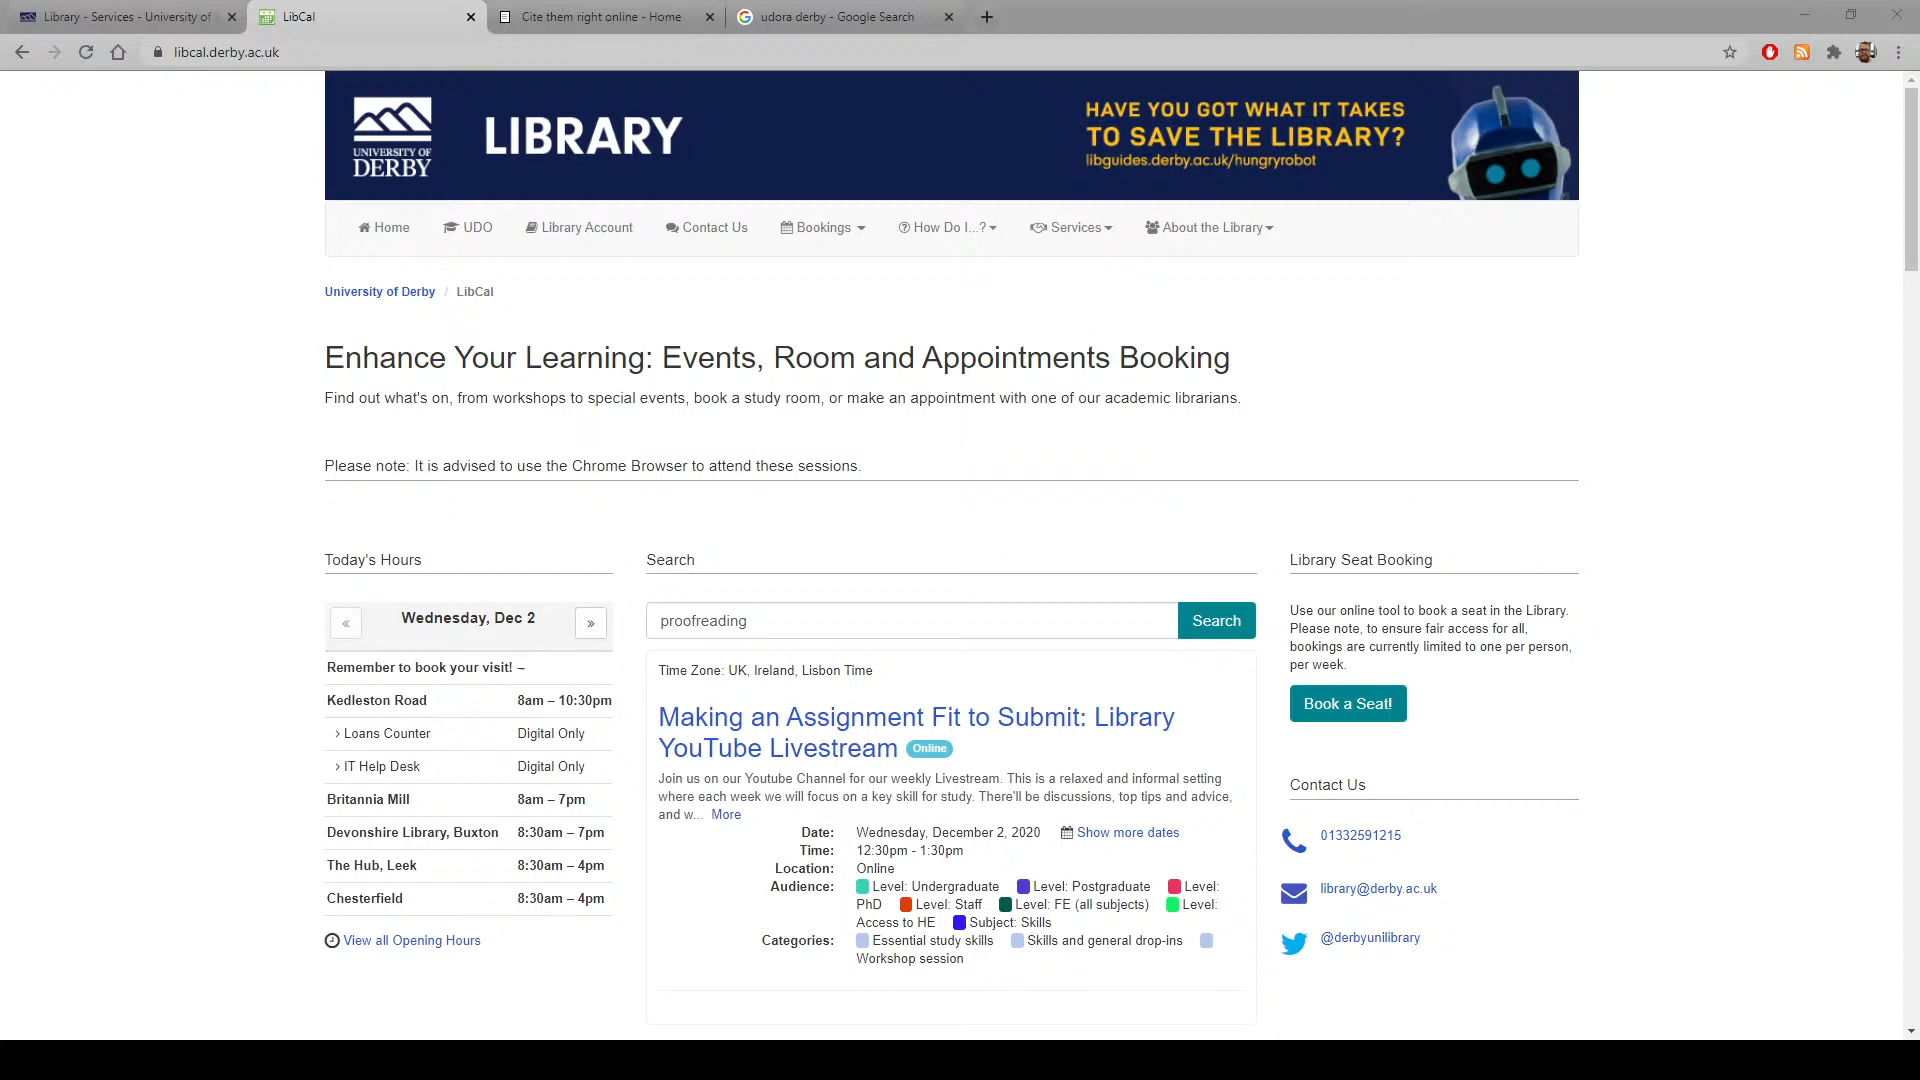 Library - Services - University of
LibCal
Cite them right online - Home
udora derby - Google Search
libcal.derby.ac.uk
UNIVERSITY OF
DERBY
LIBRARY
HAVE YOU GOT WHAT IT TAKES
TO SAVE THE LIBRARY?
libguides.derby.ac.uk/hungryrobot
Home UDO Library Account Contact Us Bookings How Do I...? Services About the Library
University of Derby / LibCal
Enhance Your Learning: Events, Room and Appointments Booking
Find out what's on, from workshops to special events, book a study room, or make an appointment with one of our academic librarians.
Please note: It is advised to use the Chrome Browser to attend these sessions.
Today's Hours
« Wednesday, Dec 2 »
Remember to book your visit! –
Kedleston Road 8am – 10:30pm
> Loans Counter Digital Only
> IT Help Desk Digital Only
Britannia Mill 8am – 7pm
Devonshire Library, Buxton 8:30am – 7pm
The Hub, Leek 8:30am – 4pm
Chesterfield 8:30am – 4pm
View all Opening Hours
Search
proofreading Search
Time Zone: UK, Ireland, Lisbon Time
Making an Assignment Fit to Submit: Library
YouTube Livestream Online
Join us on our Youtube Channel for our weekly Livestream. This is a relaxed and informal setting
where each week we will focus on a key skill for study. There'll be discussions, top tips and advice,
and w... More
Date: Wednesday, December 2, 2020 Show more dates
Time: 12:30pm - 1:30pm
Location: Online
Audience: Level: Undergraduate Level: Postgraduate Level:
PhD Level: Staff Level: FE (all subjects) Level:
Access to HE Subject: Skills
Categories: Essential study skills Skills and general drop-ins
Workshop session
Library Seat Booking
Use our online tool to book a seat in the Library.
Please note, to ensure fair access for all,
bookings are currently limited to one per person,
per week.
Book a Seat!
Contact Us
01332591215
library@derby.ac.uk
@derbyunilibrary